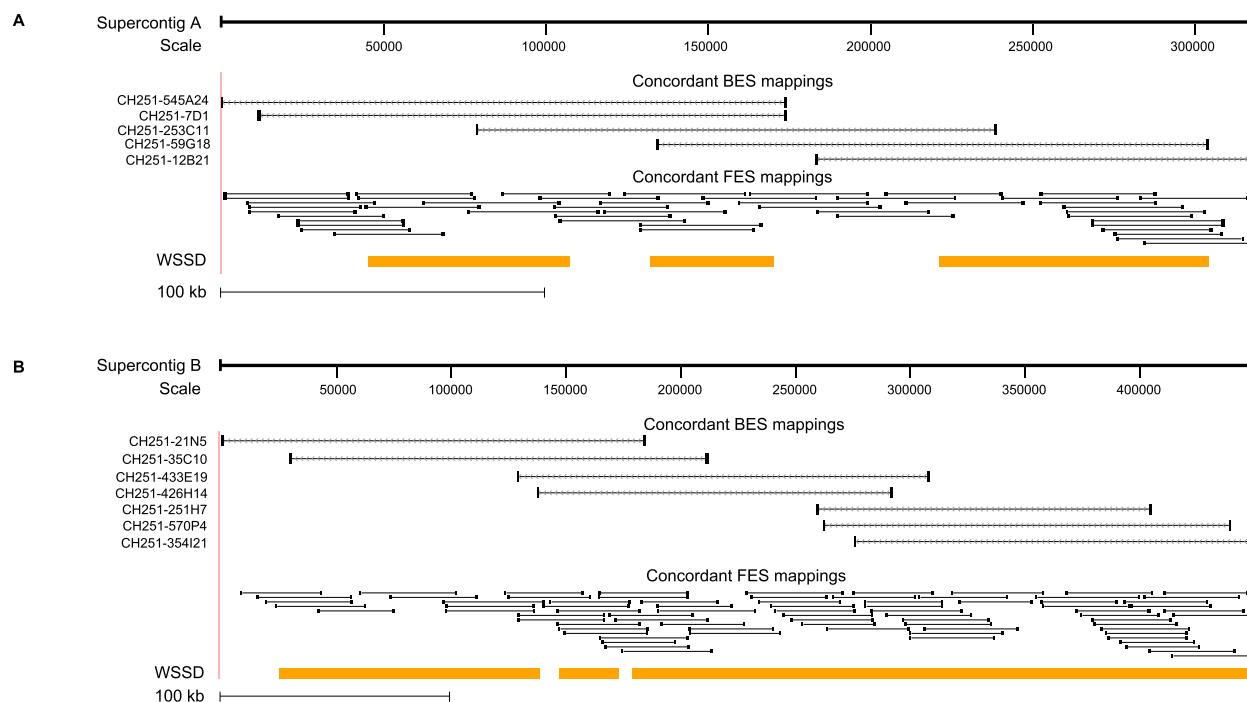 A
Supercontig A
Scale
50000 100000 150000 200000 250000 300000
Concordant BES mappings
CH251-545A24
CH251-7D1
CH251-253C11
CH251-59G18
CH251-12B21
Concordant FES mappings
WSSD
100 kb
B
Supercontig B
Scale
50000 100000 150000 200000 250000 300000 350000 400000
Concordant BES mappings
CH251-21N5
CH251-35C10
CH251-433E19
CH251-426H14
CH251-251H7
CH251-570P4
CH251-354I21
Concordant FES mappings
WSSD
100 kb